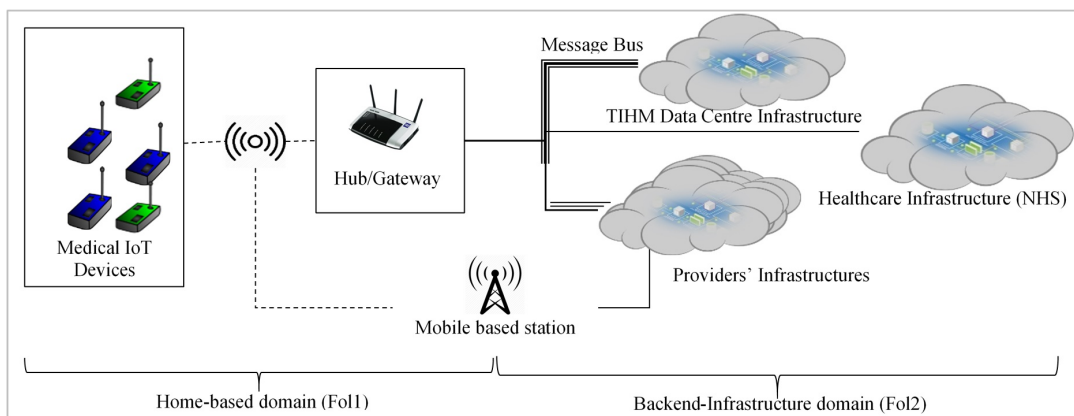 Message Bus
TIHM Data Centre Infrastructure
Hub/Gateway
Healthcare Infrastructure (NHS)
Medical IoT
Devices
Providers’ Infrastructures
Mobile based station
Home-based domain (FoI1)
Backend-Infrastructure domain (FoI2)